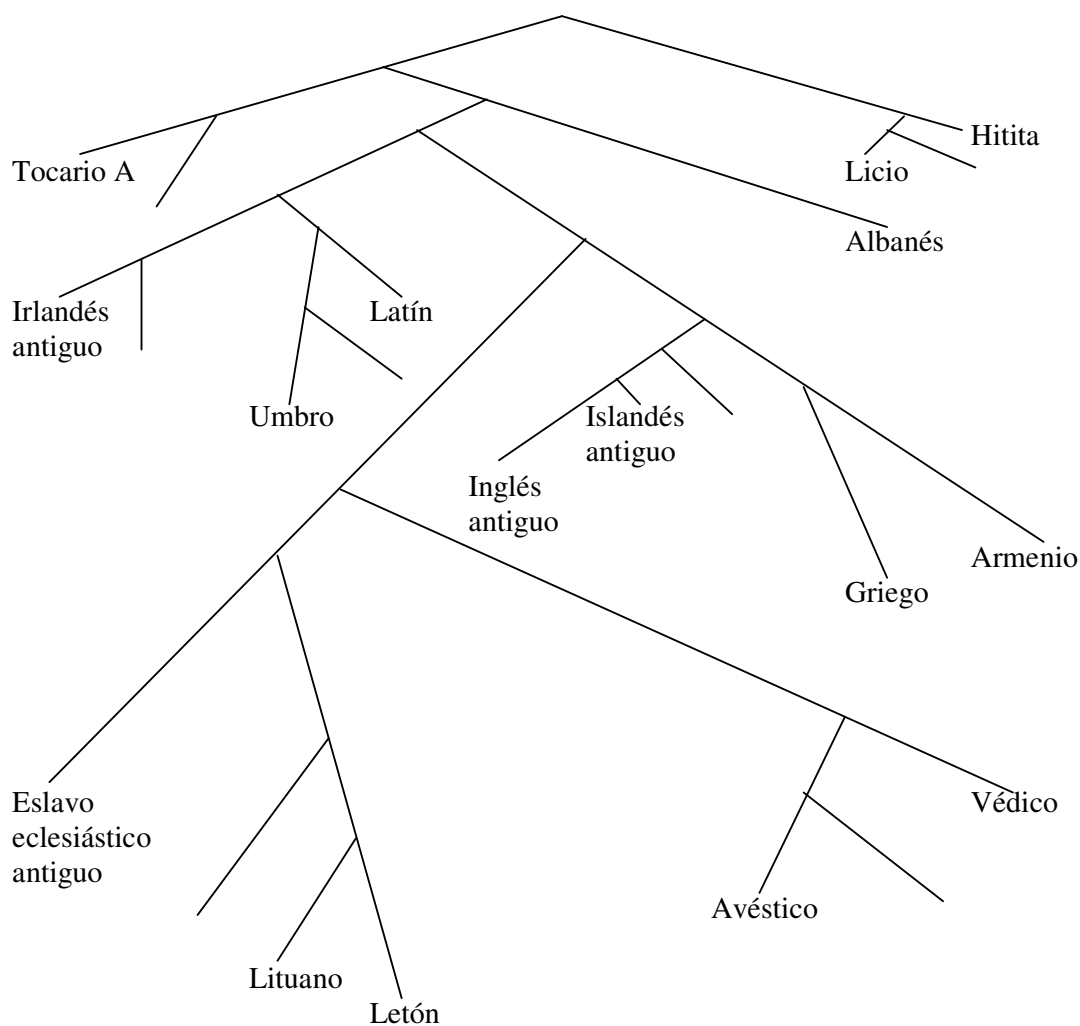 Hitita
Tocario A
Licio
Albanés
Irlandés
antiguo
Latín
Umbro
Islandés
antiguo
Inglés
antiguo
Armenio
Griego
Eslavo
eclesiástico
antiguo
Védico
Avéstico
Lituano
Letón